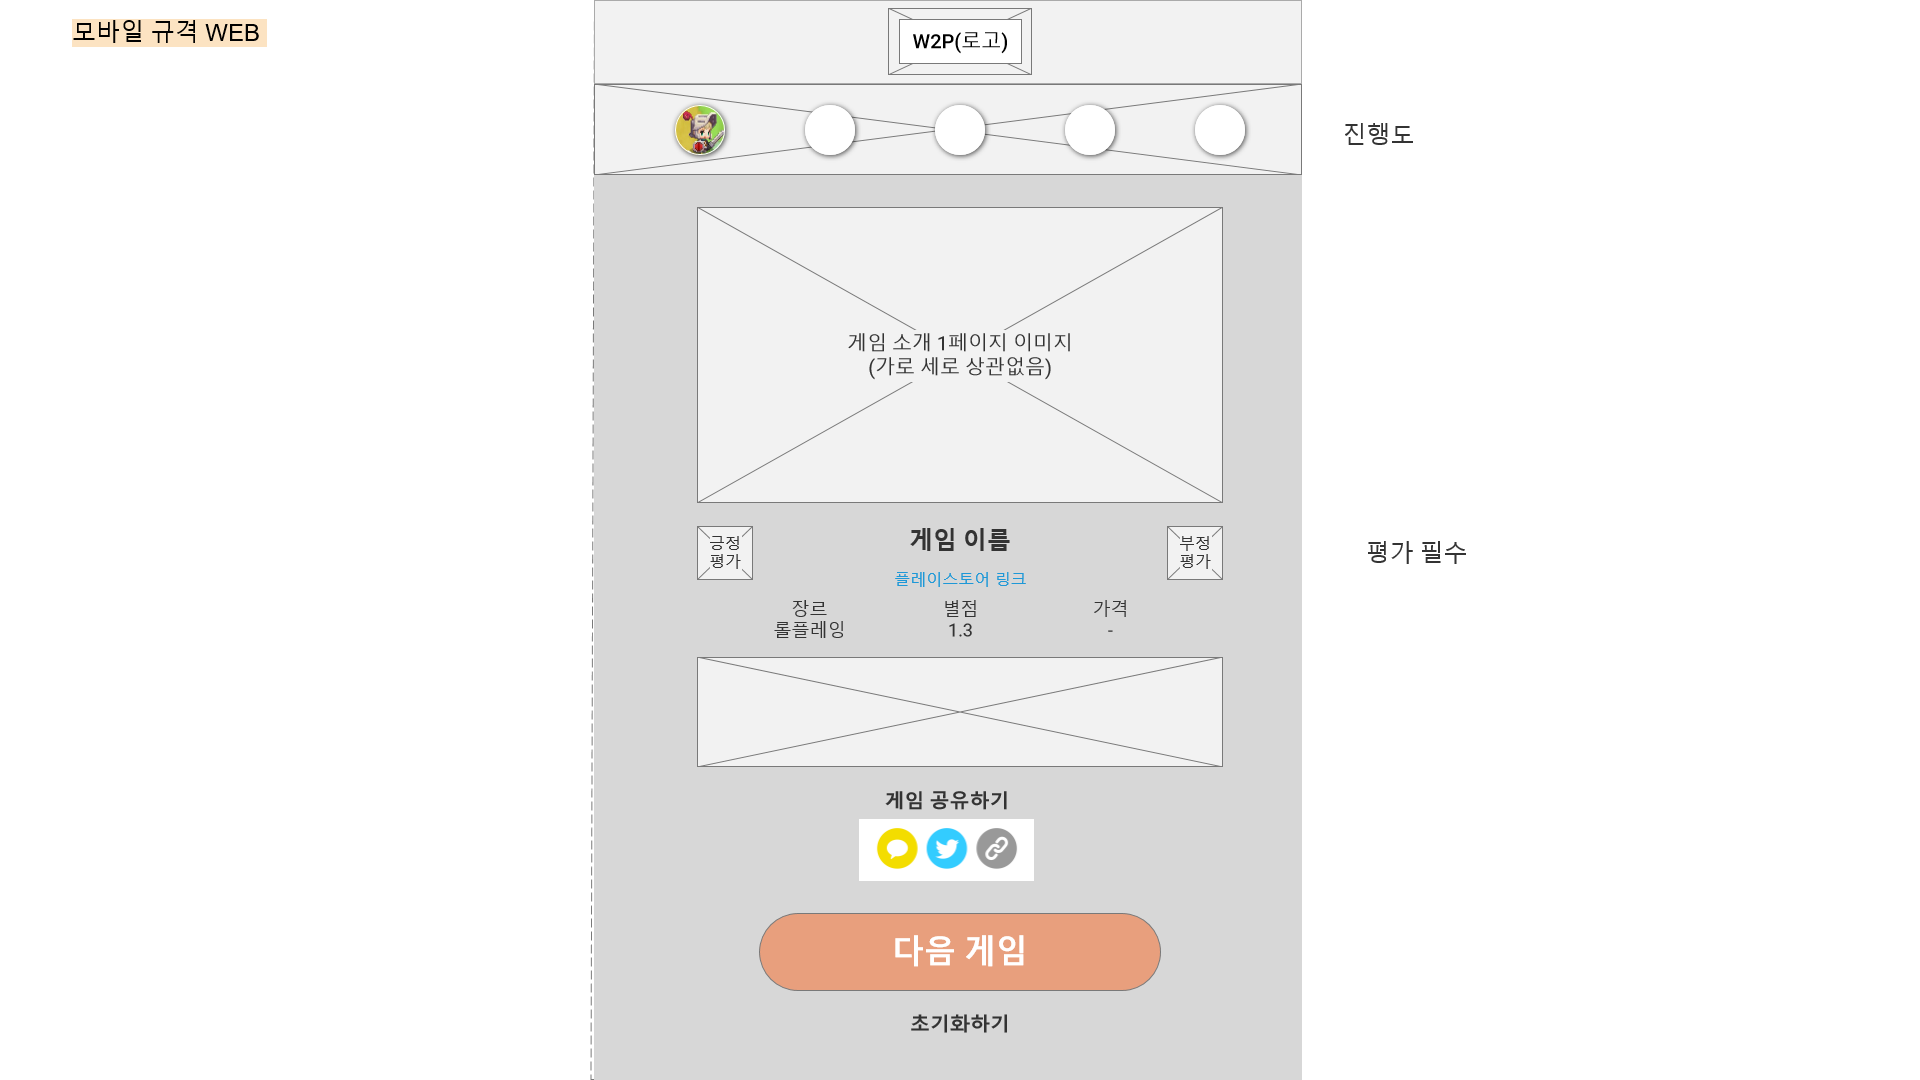 모바일 규격 WEB
W2P(로고)
진행도
게임 소개 1페이지 이미지
(가로 세로 상관없음)
긍정
평가
게임 이름
부정
평가
평가 필수
플레이스토어 링크
장르 별점 가격
롤플레잉 1.3 -
게임 공유하기
다음 게임
초기화하기